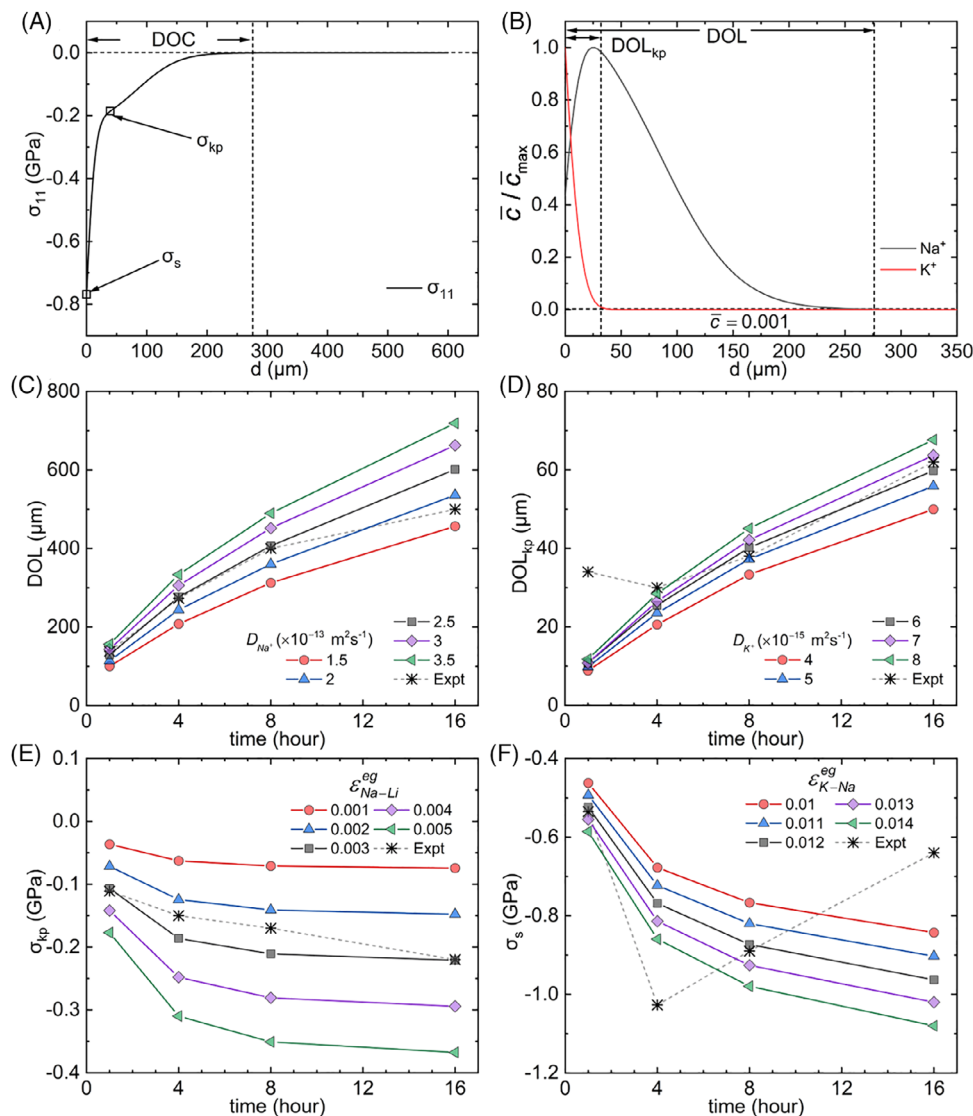 (A)
DOC
0.0
-0.2
-0.4
-0.6
-0.8
σ₁₁ (GPa)
σkp
σs
σ₁₁
0 100 200 300 400 500 600
d (μm)
(B)
DOL
DOLkp
1.0
0.8
0.6
0.4
0.2
0.0
c̅ / c̅max
Na⁺
K⁺
c̅ = 0.001
0 50 100 150 200 250 300 350
d (μm)
(C)
800
600
400
200
0
DOL (μm)
D_Na⁺ (×10⁻¹³ m²s⁻¹)
1.5
2
2.5
3
3.5
Expt
0 4 8 12 16
time (hour)
(D)
80
60
40
20
0
DOLkp (μm)
D_K⁺ (×10⁻¹⁵ m²s⁻¹)
4
5
6
7
8
Expt
0 4 8 12 16
time (hour)
(E)
0.1
0.0
-0.1
-0.2
-0.3
-0.4
σkp (GPa)
ε^eg_Na–Li
0.001 0.004
0.002 0.005
0.003 Expt
0 4 8 12 16
time (hour)
(F)
-0.4
-0.6
-0.8
-1.0
-1.2
σs (GPa)
ε^eg_K–Na
0.01 0.013
0.011 0.014
0.012 Expt
0 4 8 12 16
time (hour)